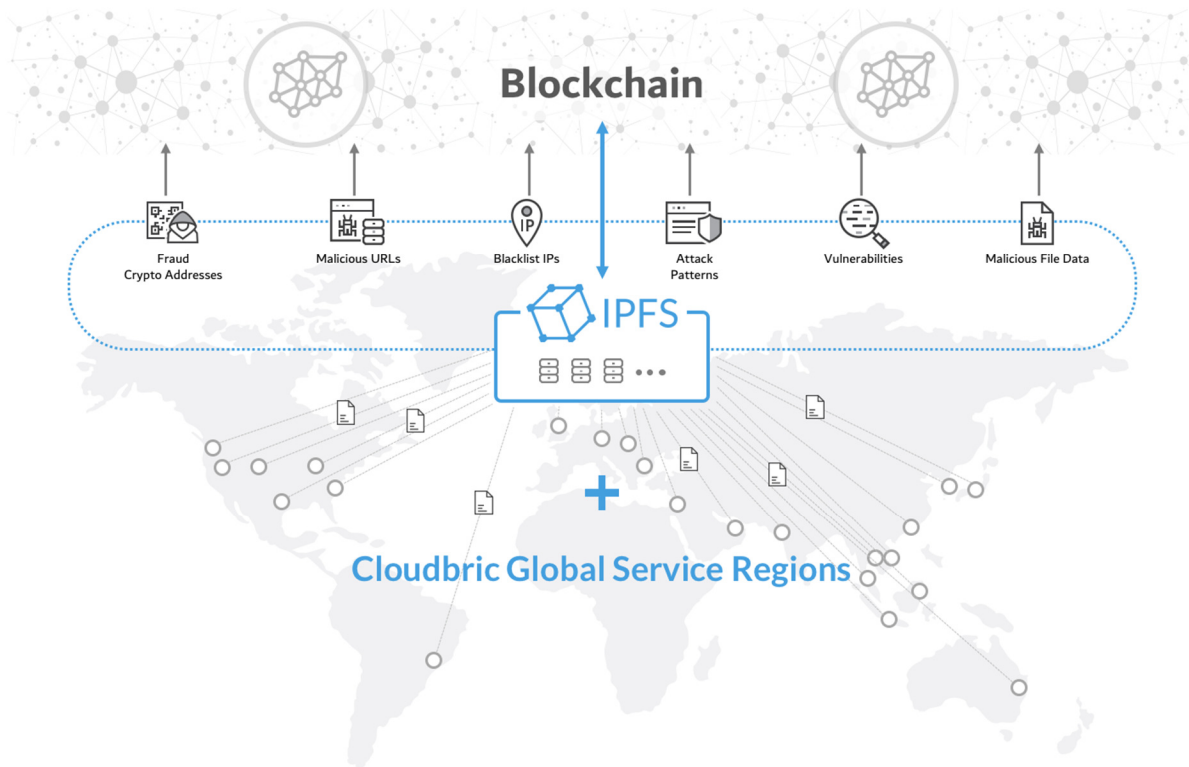 Blockchain
Fraud
Crypto Addresses
Malicious URLs
IP
Blacklist IPs
Attack
Patterns
Vulnerabilities
Malicious File Data
IPFS
Cloudbric Global Service Regions